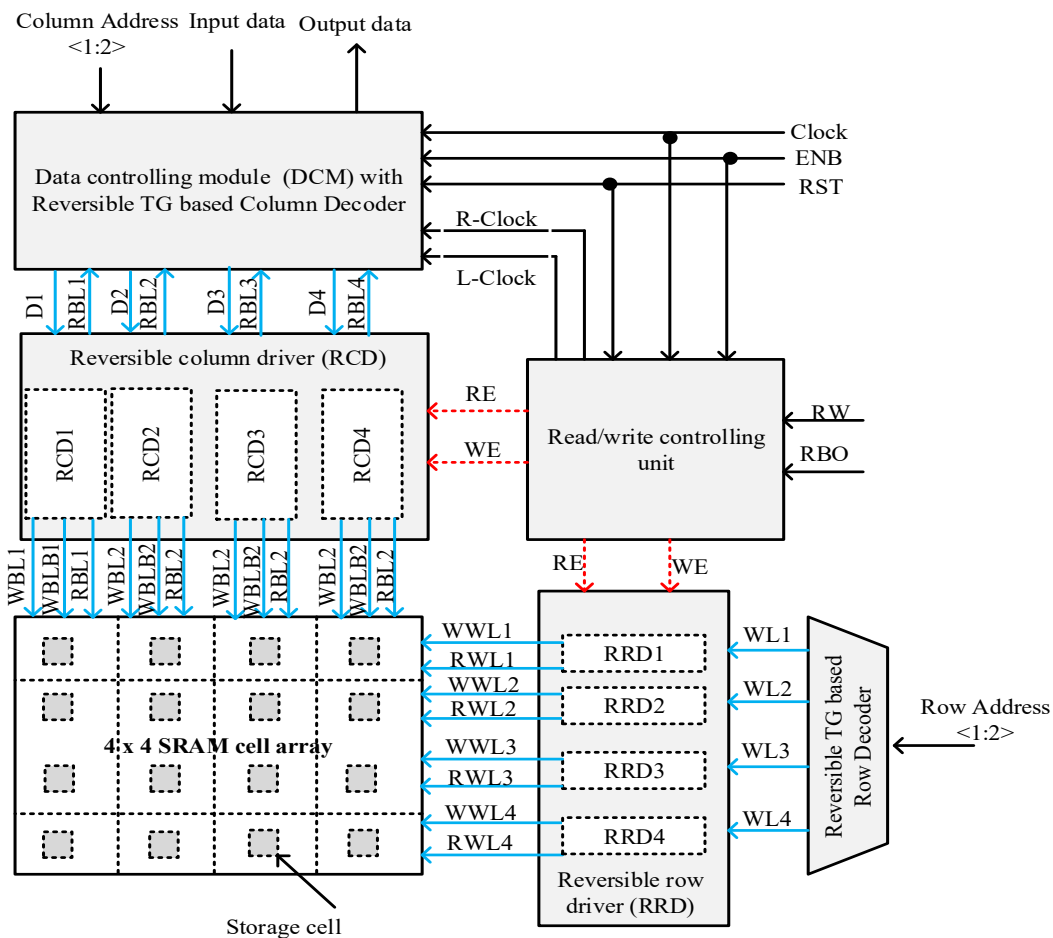 Column Address
<1:2>
Input data
Output data
Clock
ENB
RST
Data controlling module (DCM) with
Reversible TG based Column Decoder
R-Clock
L-Clock
D1
RBL1
D2
RBL2
D3
RBL3
D4
RBL4
Reversible column driver (RCD)
RCD1
RCD2
RCD3
RCD4
RE
WE
Read/write controlling
unit
RW
RBO
WBL1
WBLB1
RBL1
WBL2
WBLB2
RBL2
WBL2
WBLB2
RBL2
WBL2
WBLB2
RBL2
RE
WE
4 x 4 SRAM cell array
WWL1
RWL1
WWL2
RWL2
WWL3
RWL3
WWL4
RWL4
RRD1
RRD2
RRD3
RRD4
WL1
WL2
WL3
WL4
Reversible TG based
Row Decoder
Row Address
<1:2>
Reversible row
driver (RRD)
Storage cell